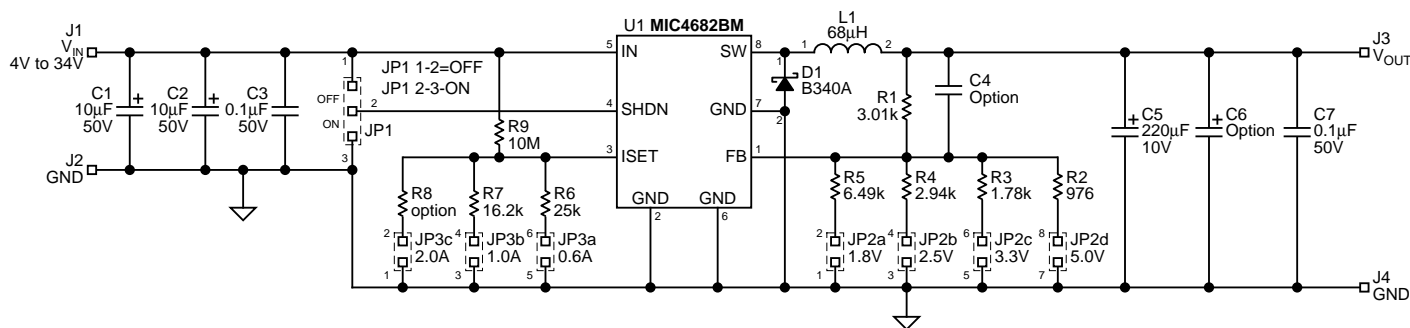 J1
VIN
4V to 34V
C1
10µF
50V
C2
10µF
50V
C3
0.1µF
50V
J2
GND
1
OFF
2
ON
3
JP1
JP1 1-2=OFF
JP1 2-3-ON
R9
10M
R8
option
R7
16.2k
R6
25k
2
JP3c
2.0A
1
4
JP3b
1.0A
3
6
JP3a
0.6A
5
U1 MIC4682BM
5
IN
4
SHDN
3
ISET
SW
8
GND
7
FB
1
GND
2
GND
6
L1
68µH
1
2
1
D1
B340A
2
R1
3.01k
C4
Option
R5
6.49k
R4
2.94k
R3
1.78k
R2
976
2
JP2a
1.8V
1
4
JP2b
2.5V
3
6
JP2c
3.3V
5
8
JP2d
5.0V
7
C5
220µF
10V
C6
Option
C7
0.1µF
50V
J3
VOUT
J4
GND
+
+
+
+